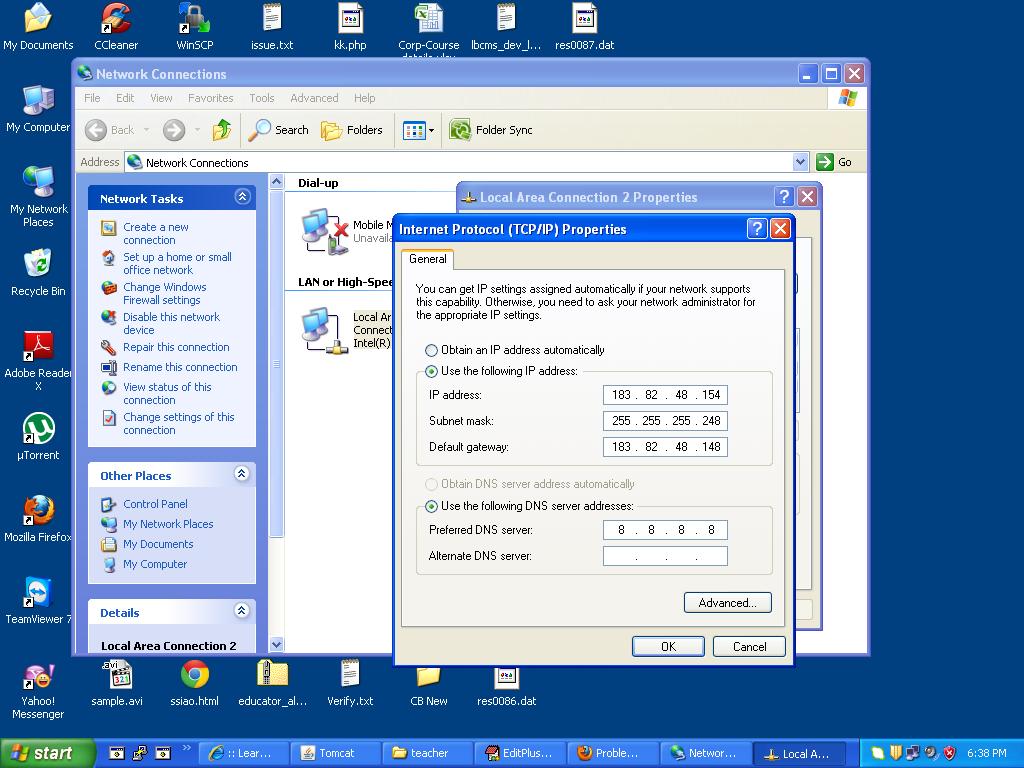 My Documents
CCleaner
WinSCP
issue.txt
kk.php
Corp-Course
lbcms_dev_l...
res0087.dat
Network Connections
File Edit View Favorites Tools Advanced Help
Back
Search
Folders
Folder Sync
Address
Network Connections
Go
My Computer
My Network
Places
Recycle Bin
Adobe Reader
X
µTorrent
Mozilla Firefox
TeamViewer 7
Yahoo!
Messenger
Network Tasks
Create a new
connection
Set up a home or small
office network
Change Windows
Firewall settings
Disable this network
device
Repair this connection
Rename this connection
View status of this
connection
Change settings of this
connection
Other Places
Control Panel
My Network Places
My Documents
My Computer
Details
Local Area Connection 2
Dial-up
Mobile
LAN or High-Spee
Local
Connect
Intel(R)
Local Area Connection 2 Properties
Internet Protocol (TCP/IP) Properties
General
You can get IP settings assigned automatically if your network supports
this capability. Otherwise, you need to ask your network administrator for
the appropriate IP settings.
Obtain an IP address automatically
Use the following IP address:
IP address: 183 . 82 . 48 . 154
Subnet mask: 255 . 255 . 255 . 248
Default gateway: 183 . 82 . 48 . 148
Obtain DNS server address automatically
Use the following DNS server addresses:
Preferred DNS server: 8 . 8 . 8 . 8
Alternate DNS server: . . .
Advanced...
OK
Cancel
sample.avi
ssiao.html
educator_al...
Verify.txt
CB New
res0086.dat
start
:: Lear...
Tomcat
teacher
EditPlus...
Proble...
Networ...
Local A...
6:38 PM